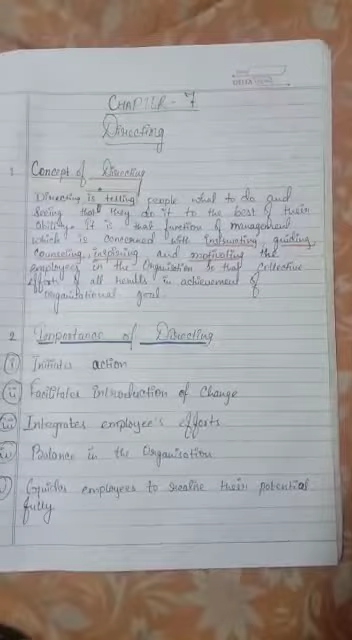 CHAPTER - 7
Directing
1 Concept of Directing
Directing is telling people what to do and
seeing that they do it to the best of their
ability. It is that function of management
which is concerned with instructing, guiding,
counseling, inspiring and motivating the
employees in the Organisation so that collective
efforts of all results in achievement of
Organisational goal.
2 Importance of Directing
(i) Initiates action
(ii) Facilitates introduction of Change
(iii) Integrates employee's efforts
(iv) Balance in the Organisation
(v) Guides employees to realise their potential
fully